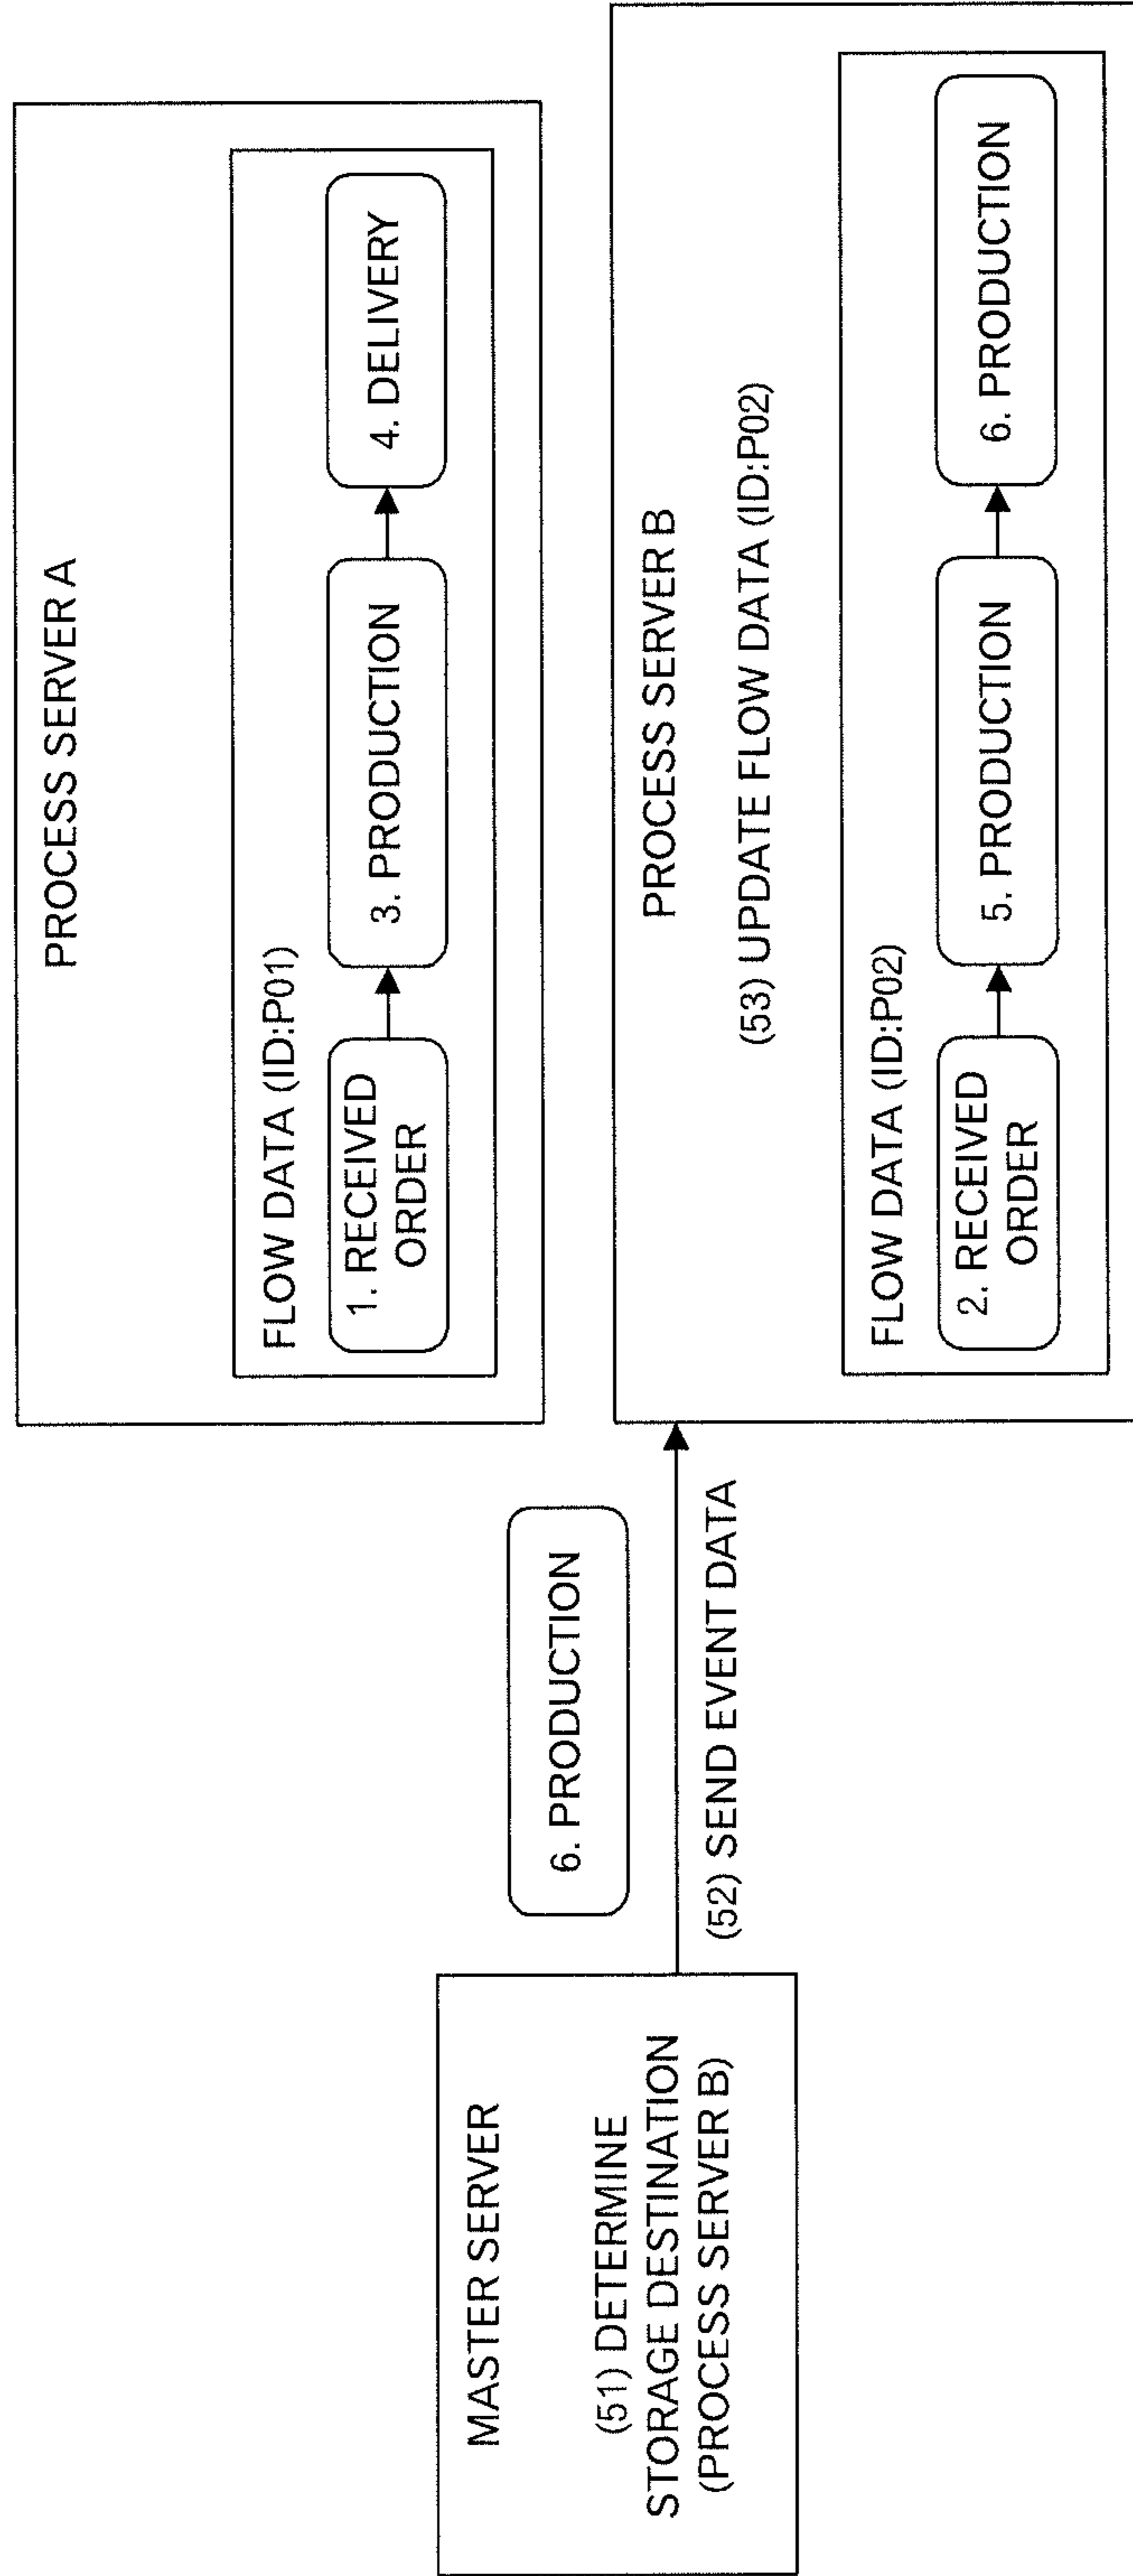 MASTER SERVER
(51) DETERMINE
STORAGE DESTINATION
(PROCESS SERVER B)
6. PRODUCTION
(52) SEND EVENT DATA
PROCESS SERVER A
FLOW DATA (ID:P01)
1. RECEIVED
ORDER
3. PRODUCTION
4. DELIVERY
PROCESS SERVER B
(53) UPDATE FLOW DATA (ID:P02)
FLOW DATA (ID:P02)
2. RECEIVED
ORDER
5. PRODUCTION
6. PRODUCTION